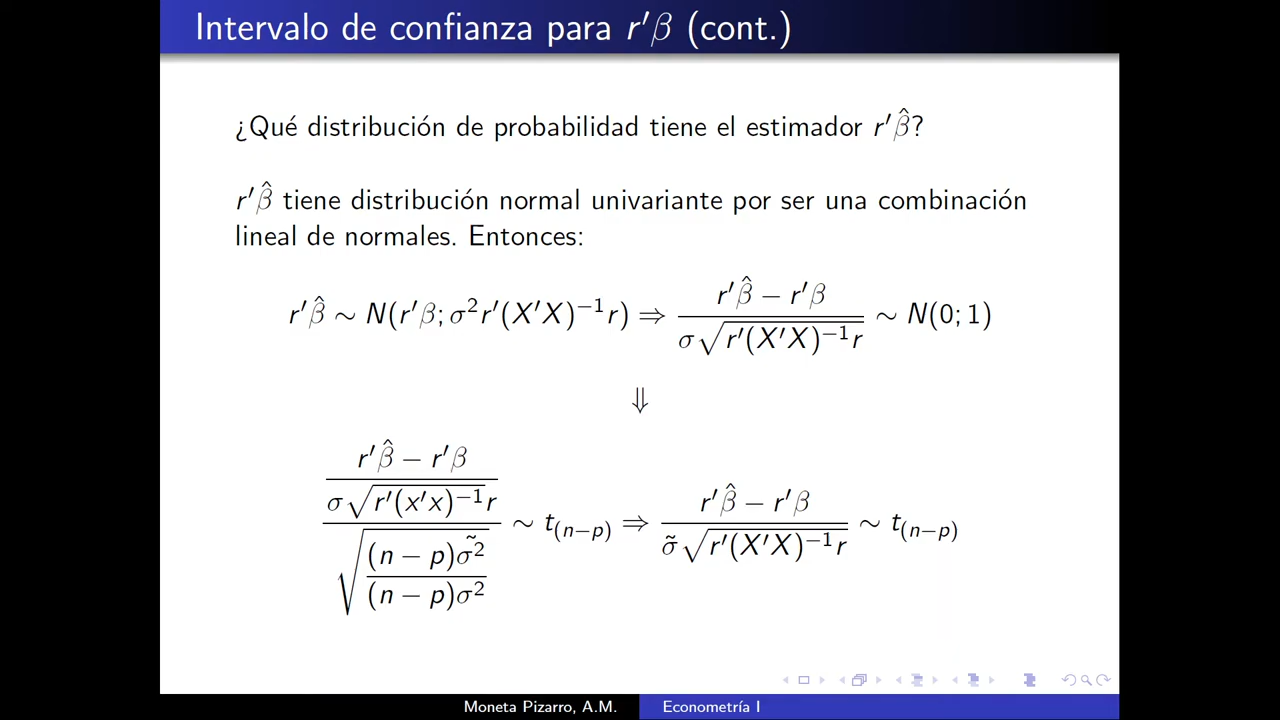 Intervalo de confianza para r′β (cont.)
¿Qué distribución de probabilidad tiene el estimador r′β̂?
r′β̂ tiene distribución normal univariante por ser una combinación
lineal de normales. Entonces:
r′β̂ ∼ N(r′β; σ²r′(X′X)⁻¹r) ⇒ (r′β̂ − r′β) / (σ√(r′(X′X)⁻¹r)) ∼ N(0; 1)
⇓
((r′β̂ − r′β) / (σ√(r′(x′x)⁻¹)r)) / √(((n − p)σ̃²) / ((n − p)σ²)) ∼ t₍ₙ₋ₚ₎ ⇒ (r′β̂ − r′β) / (σ̃√(r′(X′X)⁻¹r)) ∼ t₍ₙ₋ₚ₎
Moneta Pizarro, A.M. Econometría I